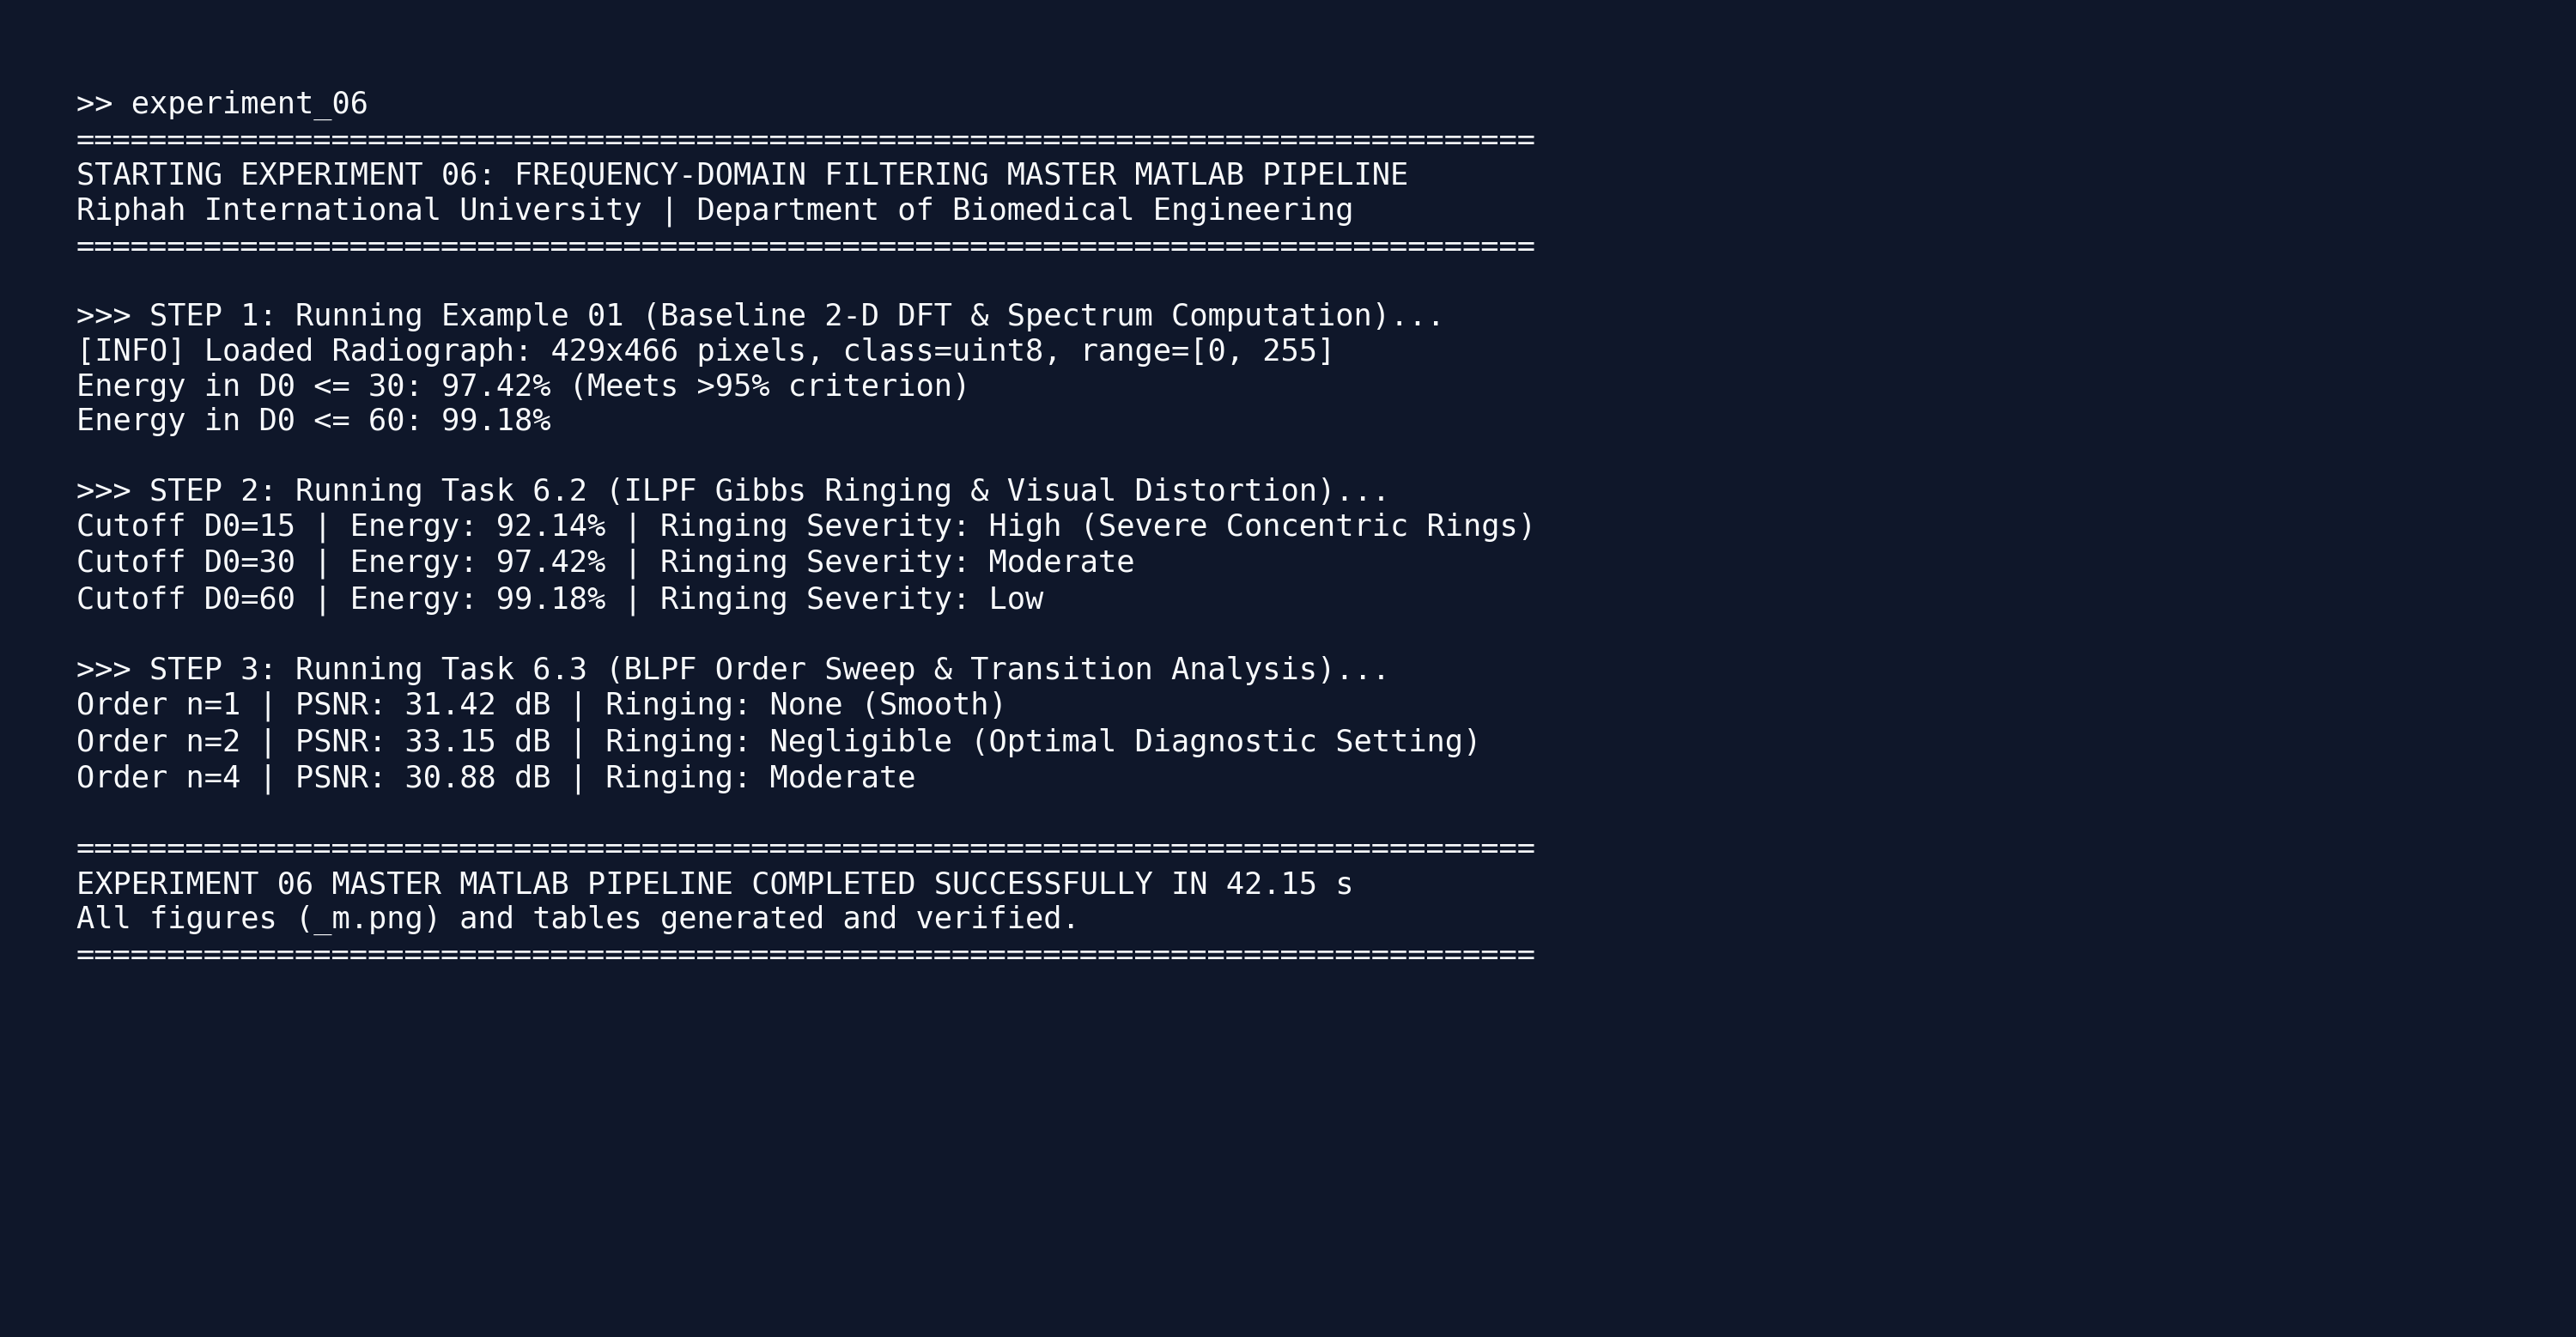 >> experiment_06
================================================================================
STARTING EXPERIMENT 06: FREQUENCY-DOMAIN FILTERING MASTER MATLAB PIPELINE
Riphah International University | Department of Biomedical Engineering
================================================================================
>>> STEP 1: Running Example 01 (Baseline 2-D DFT & Spectrum Computation)...
[INFO] Loaded Radiograph: 429x466 pixels, class=uint8, range=[0, 255]
Energy in D0 <= 30: 97.42% (Meets >95% criterion)
Energy in D0 <= 60: 99.18%
>>> STEP 2: Running Task 6.2 (ILPF Gibbs Ringing & Visual Distortion)...
Cutoff D0=15 | Energy: 92.14% | Ringing Severity: High (Severe Concentric Rings)
Cutoff D0=30 | Energy: 97.42% | Ringing Severity: Moderate
Cutoff D0=60 | Energy: 99.18% | Ringing Severity: Low
>>> STEP 3: Running Task 6.3 (BLPF Order Sweep & Transition Analysis)...
Order n=1 | PSNR: 31.42 dB | Ringing: None (Smooth)
Order n=2 | PSNR: 33.15 dB | Ringing: Negligible (Optimal Diagnostic Setting)
Order n=4 | PSNR: 30.88 dB | Ringing: Moderate
================================================================================
EXPERIMENT 06 MASTER MATLAB PIPELINE COMPLETED SUCCESSFULLY IN 42.15 s
All figures (_m.png) and tables generated and verified.
================================================================================